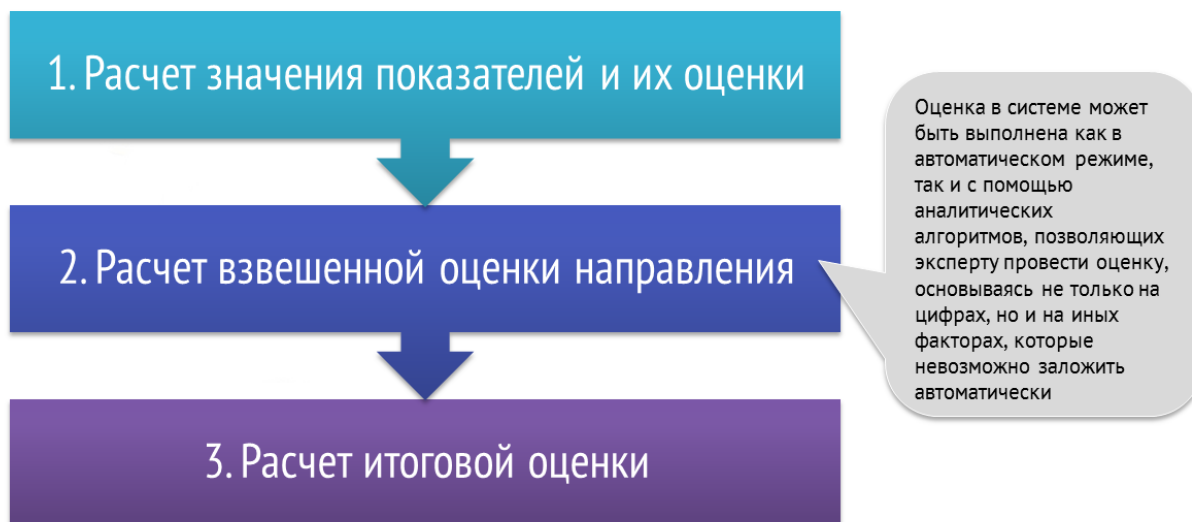 1. Расчет значения показателей и их оценки
2. Расчет взвешенной оценки направления
3. Расчет итоговой оценки
Оценка в системе может
быть выполнена как в
автоматическом режиме,
так и с помощью
аналитических
алгоритмов, позволяющих
эксперту провести оценку,
основываясь не только на
цифрах, но и на иных
факторах, которые
невозможно заложить
автоматически